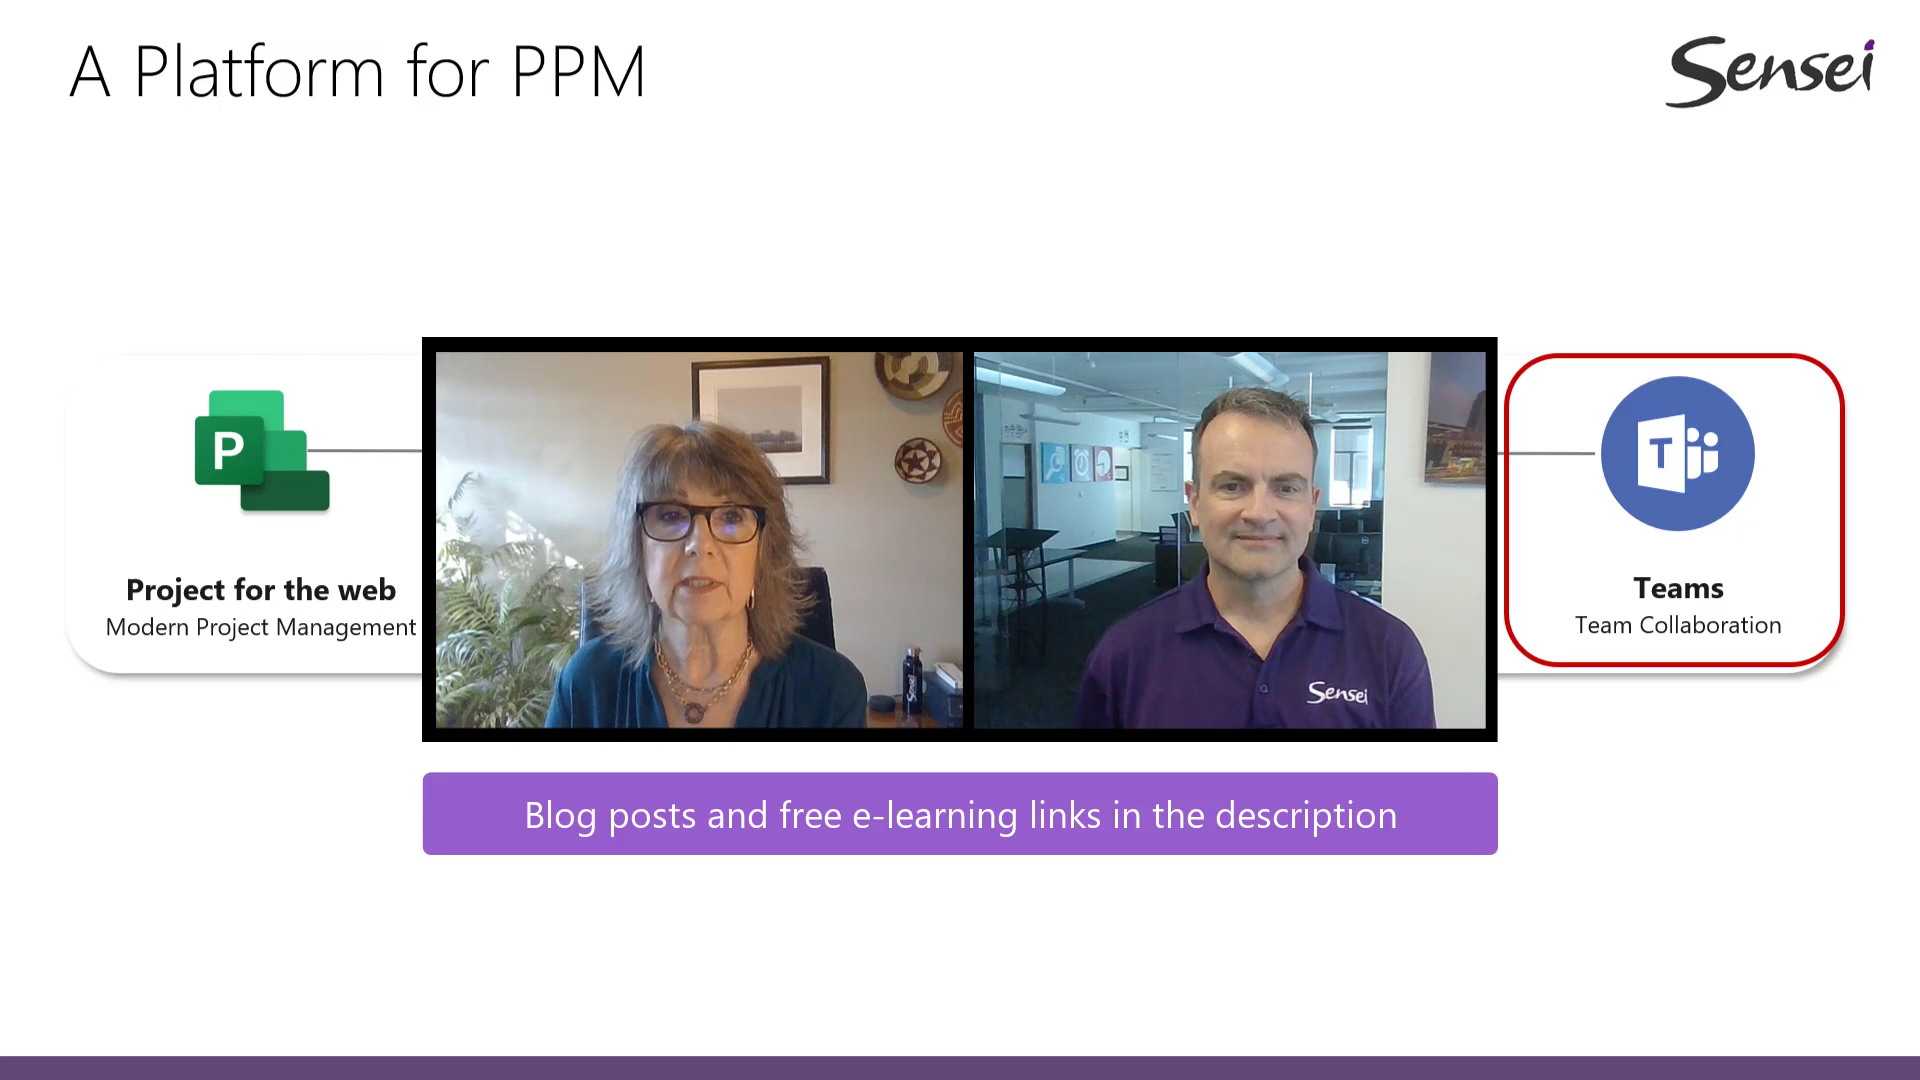 A Platform for PPM
Sensei
P
Project for the web
Modern Project Management
Sensei
Sensei
T
Teams
Team Collaboration
Blog posts and free e-learning links in the description